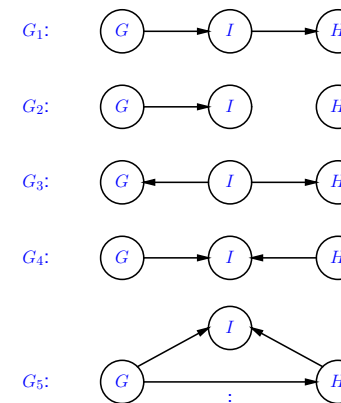 G₁: G I H
G₂: G I H
G₃: G I H
G₄: G I H
I
G₅: G H
: